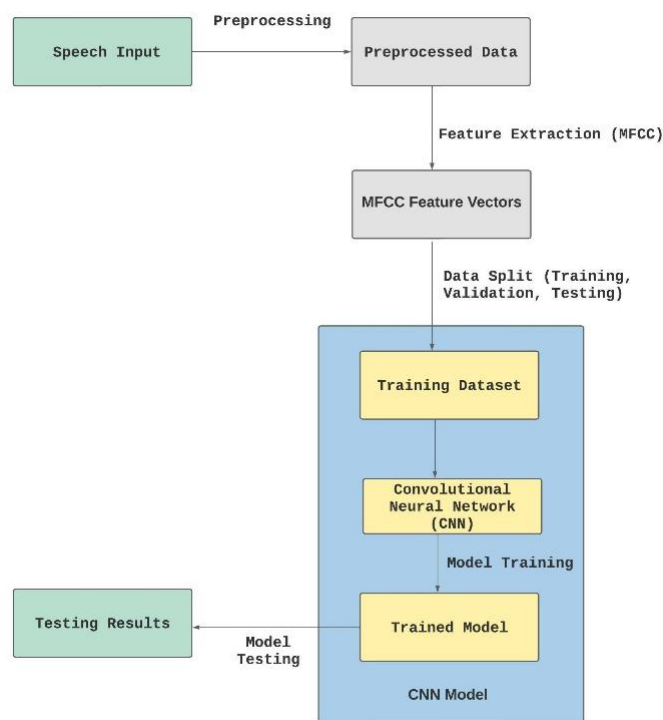 Preprocessing
Speech Input
Preprocessed Data
Feature Extraction (MFCC)
MFCC Feature Vectors
Data Split (Training,
Validation, Testing)
Training Dataset
Convolutional
Neural Network
(CNN)
Model Training
Testing Results
Trained Model
Model
Testing
CNN Model